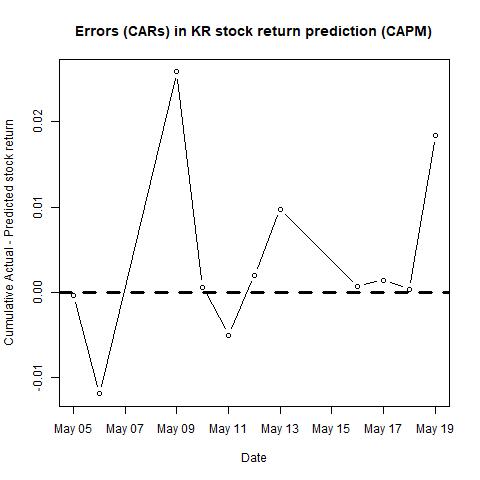 Errors (CARs) in KR stock return prediction (CAPM)
Cumulative Actual - Predicted stock return
0.02
0.01
0.00
-0.01
May 05 May 07 May 09 May 11 May 13 May 15 May 17 May 19
Date